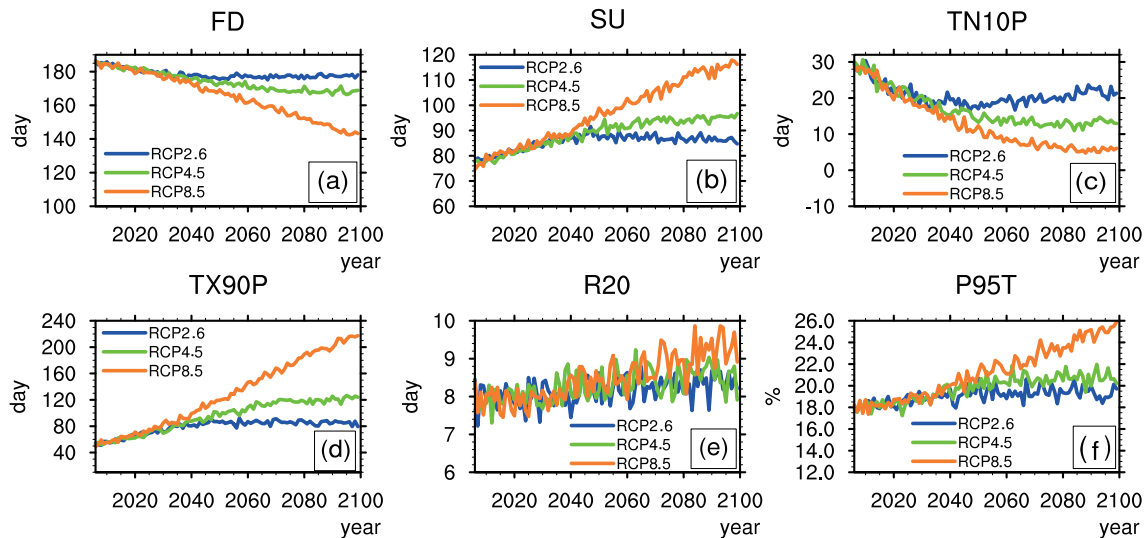 FD
day
180
160
140
120
100
RCP2.6
RCP4.5
RCP8.5
(a)
2020 2040 2060 2080 2100
year
SU
day
120
110
100
90
80
70
60
RCP2.6
RCP4.5
RCP8.5
(b)
2020 2040 2060 2080 2100
year
TN10P
day
30
20
10
0
-10
RCP2.6
RCP4.5
RCP8.5
(c)
2020 2040 2060 2080 2100
year
TX90P
day
240
200
160
120
80
40
RCP2.6
RCP4.5
RCP8.5
(d)
2020 2040 2060 2080 2100
year
R20
day
10
9
8
7
6
RCP2.6
RCP4.5
RCP8.5
(e)
2020 2040 2060 2080 2100
year
P95T
%
26.0
24.0
22.0
20.0
18.0
16.0
14.0
12.0
RCP2.6
RCP4.5
RCP8.5
(f)
2020 2040 2060 2080 2100
year